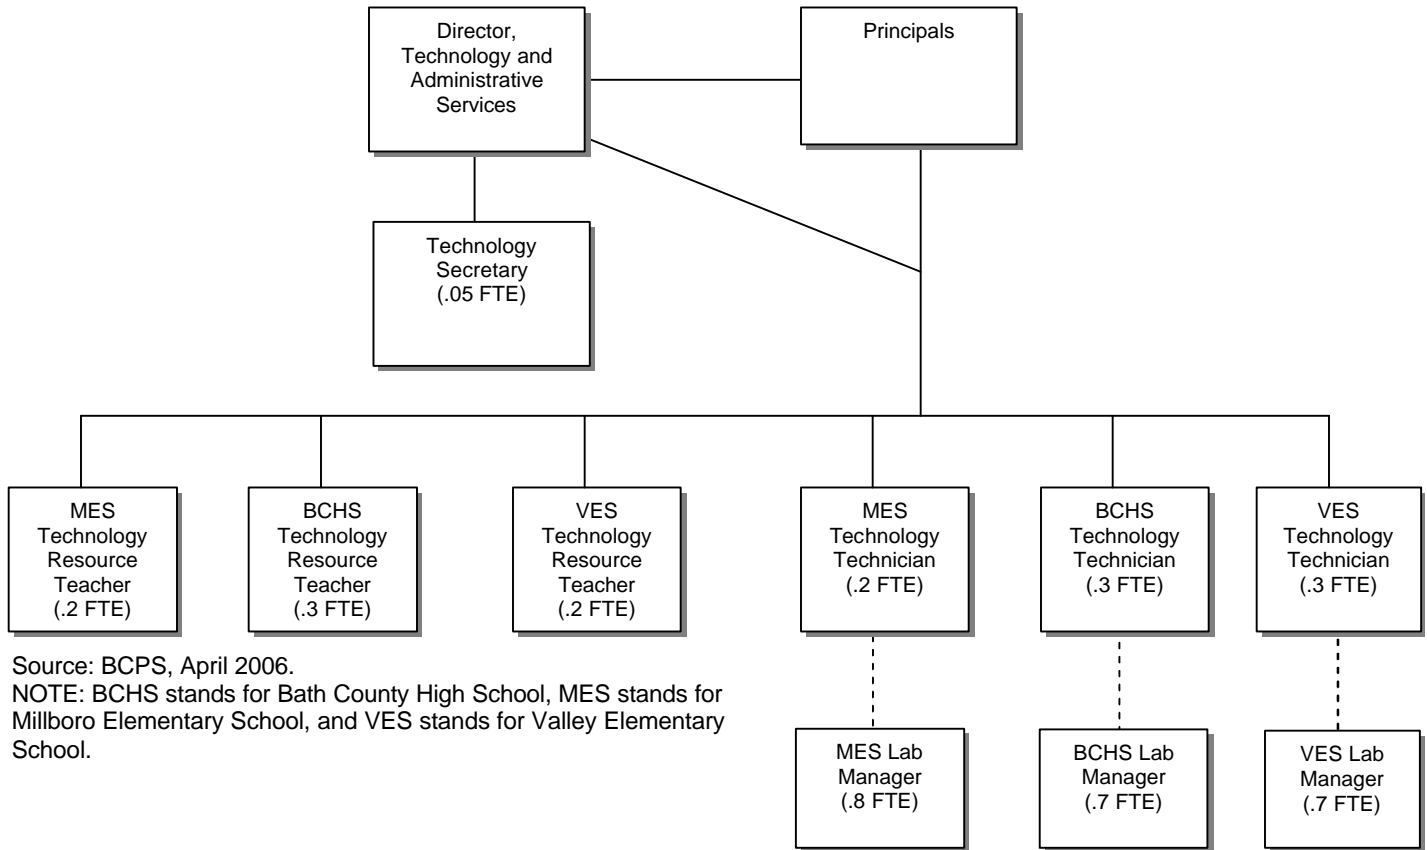 Director,
Technology and
Administrative
Services
Principals
Technology
Secretary
(.05 FTE)
MES
Technology
Resource
Teacher
(.2 FTE)
BCHS
Technology
Resource
Teacher
(.3 FTE)
VES
Technology
Resource
Teacher
(.2 FTE)
MES
Technology
Technician
(.2 FTE)
BCHS
Technology
Technician
(.3 FTE)
VES
Technology
Technician
(.3 FTE)
Source: BCPS, April 2006.
NOTE: BCHS stands for Bath County High School, MES stands for
Millboro Elementary School, and VES stands for Valley Elementary
School.
MES Lab
Manager
(.8 FTE)
BCHS Lab
Manager
(.7 FTE)
VES Lab
Manager
(.7 FTE)